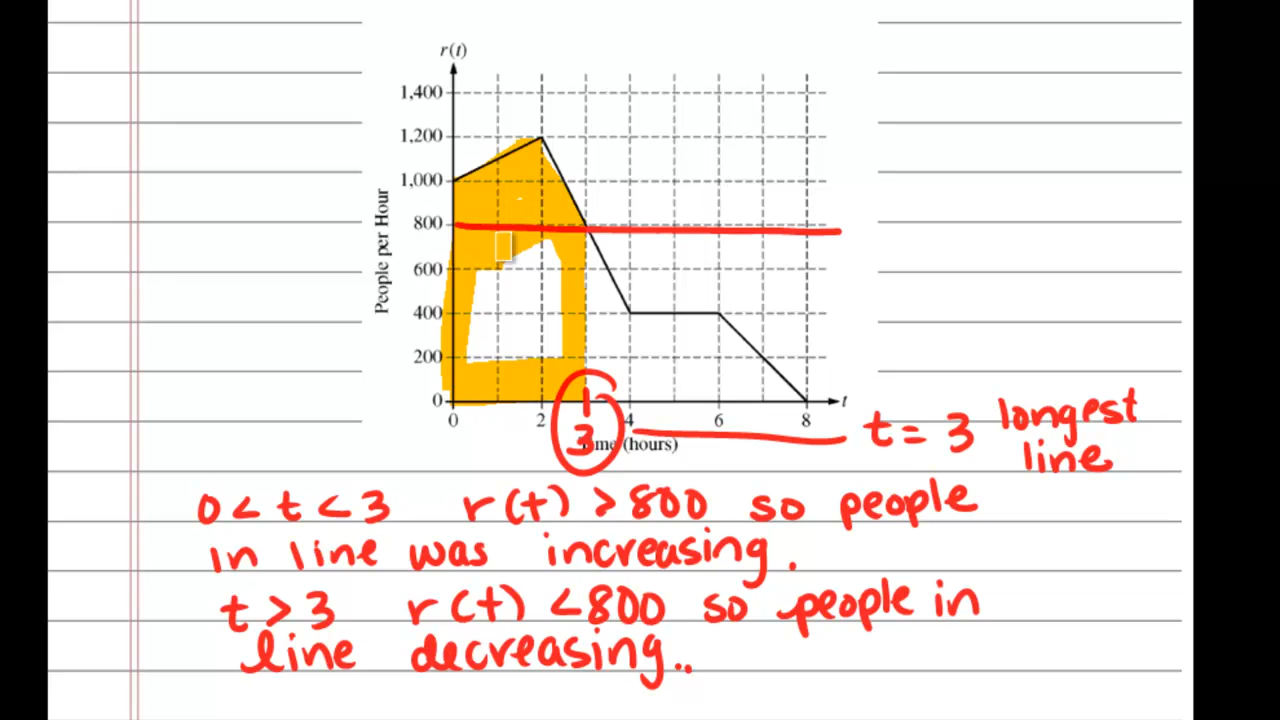 r(t)
1,400
1,200
1,000
800
600
400
200
0
People per Hour
0 2 3 4 6 8 t
(hours)
t = 3 longest
line
0 < t < 3 r(t) > 800 so people
in line was increasing.
t > 3 r(t) < 800 so people in
line decreasing..